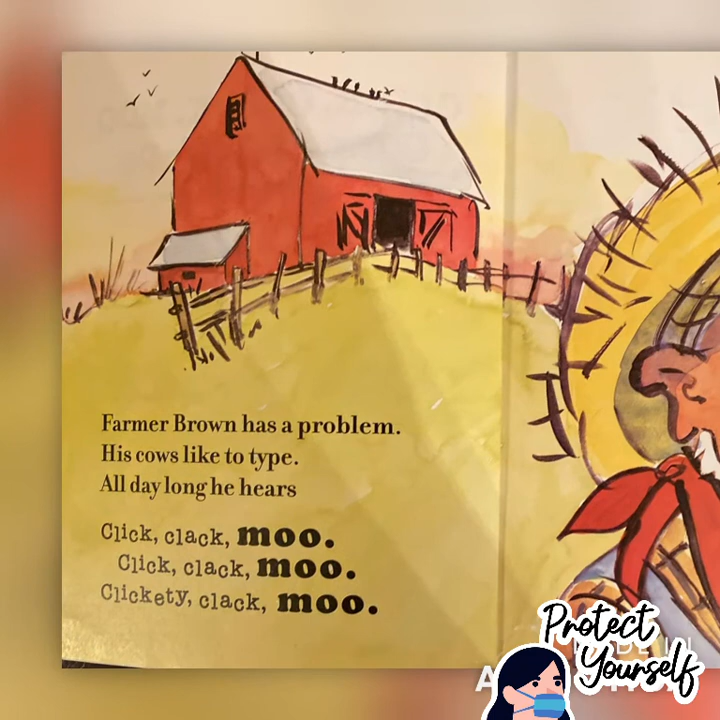 Farmer Brown has a problem.
His cows like to type.
All day long he hears
Click, clack, moo.
Click, clack, moo.
Clickety, clack, moo.
Protect
Yourself